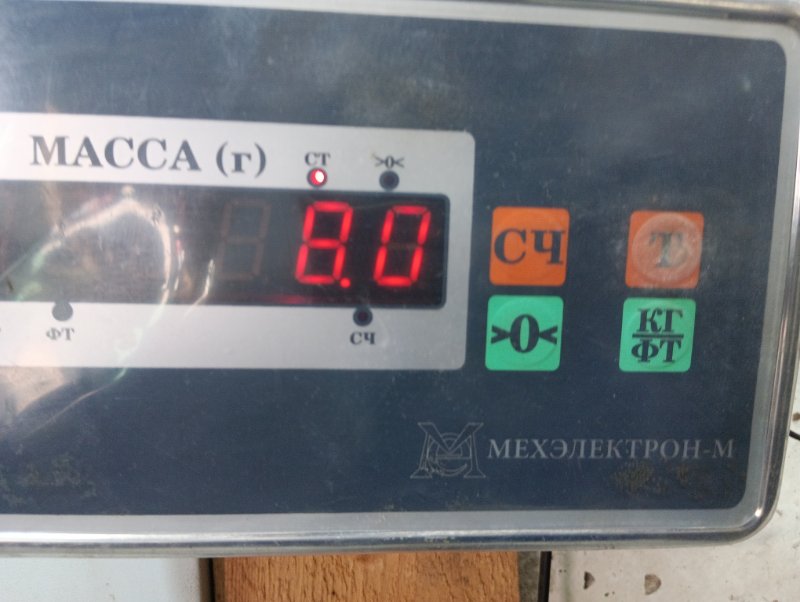 МАССА (г)
СТ >0<
8.0
ФТ
СЧ
СЧ Т
>0< КГ
ФТ
МЕХЭЛЕКТРОН-М